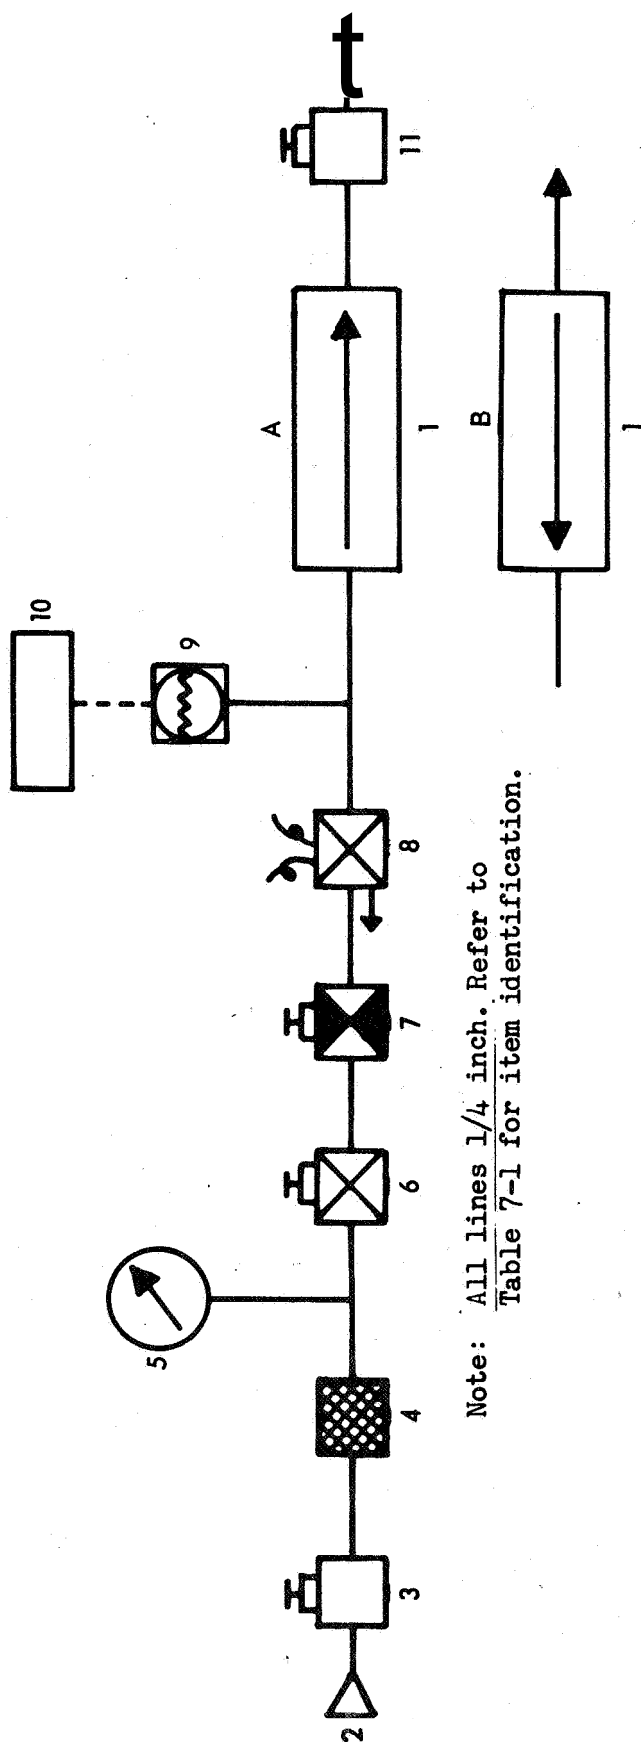 10
A
9
t
5
2
3
4
6
7
8
1
11
B
1
Note: All lines 1/4 inch. Refer to
Table 7-1 for item identification.